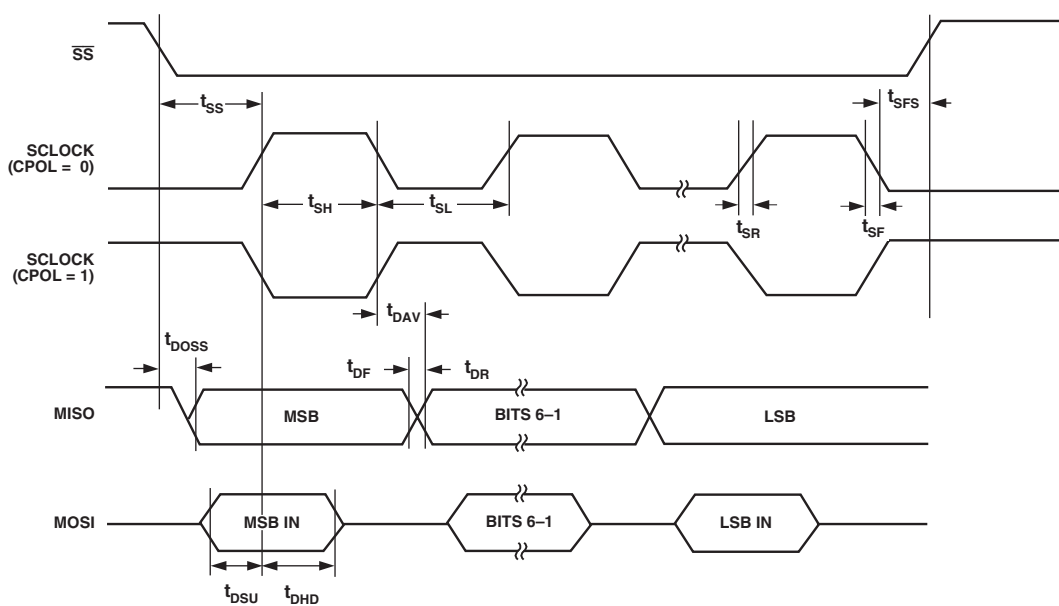 SS
tSS
tSFS
SCLOCK
(CPOL = 0)
tSH
tSL
tSR
tSF
SCLOCK
(CPOL = 1)
tDAV
tDOSS
tDF
tDR
MISO
MSB
BITS 6–1
LSB
MOSI
MSB IN
BITS 6–1
LSB IN
tDSU
tDHD